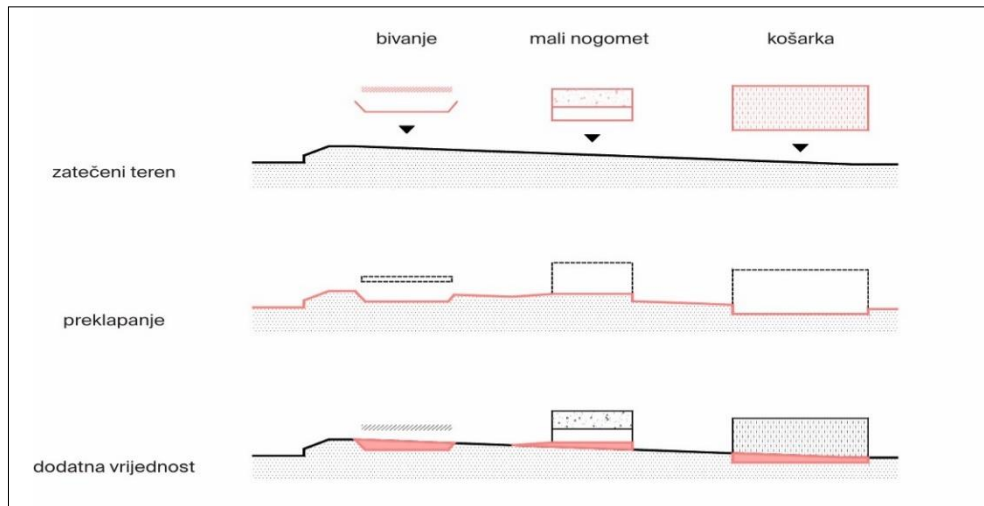 bivanje
mali nogomet
košarka
zatečeni teren
preklapanje
dodatna vrijednost